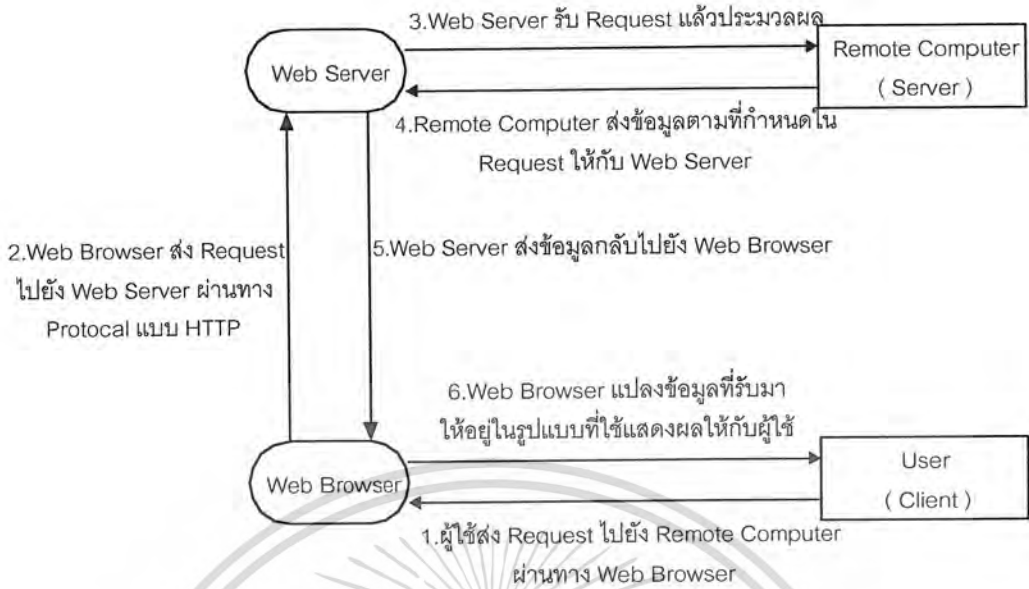 3.Web Server รับ Request แล้วประมวลผล
Web Server
Remote Computer
( Server )
4.Remote Computer ส่งข้อมูลตามที่กำหนดใน
Request ให้กับ Web Server
2.Web Browser ส่ง Request
ไปยัง Web Server ผ่านทาง
Protocal แบบ HTTP
5.Web Server ส่งข้อมูลกลับไปยัง Web Browser
6.Web Browser แปลงข้อมูลที่รับมา
ให้อยู่ในรูปแบบที่ใช้แสดงผลให้กับผู้ใช้
Web Browser
User
( Client )
1.ผู้ใช้ส่ง Request ไปยัง Remote Computer
ผ่านทาง Web Browser